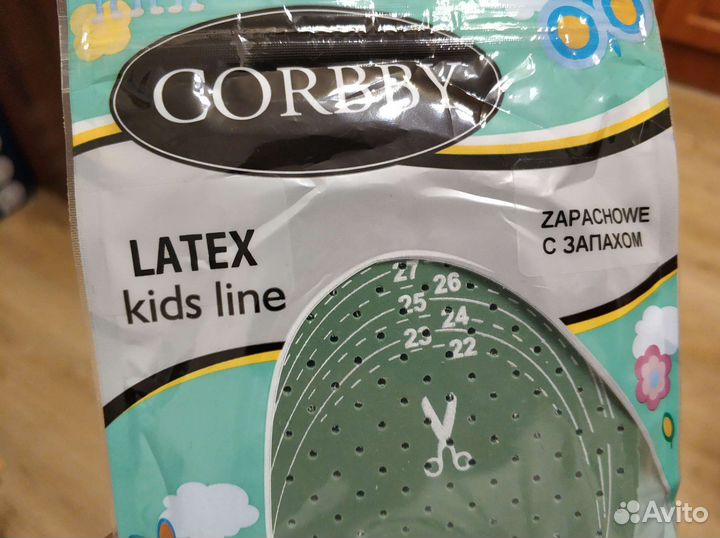 CORBBY
LATEX
kids line
ZAPACHOWE
С ЗАПАХОМ
27 26
25 24
23 22
Avito